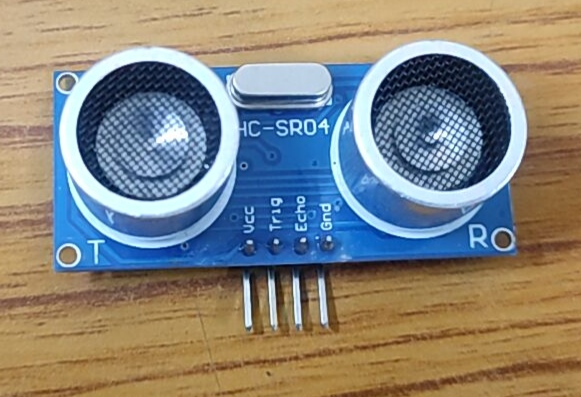 HC-SR04
Vcc
Trig
Echo
Gnd
T
R